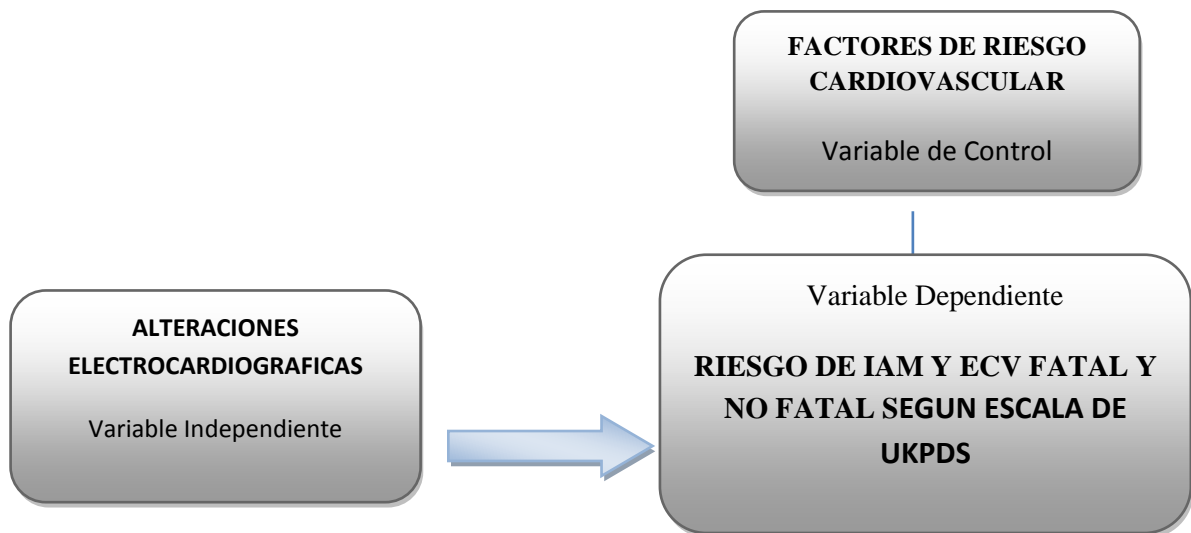 FACTORES DE RIESGO
CARDIOVASCULAR
Variable de Control
ALTERACIONES
ELECTROCARDIOGRAFICAS
Variable Independiente
Variable Dependiente
RIESGO DE IAM Y ECV FATAL Y
NO FATAL SEGUN ESCALA DE
UKPDS